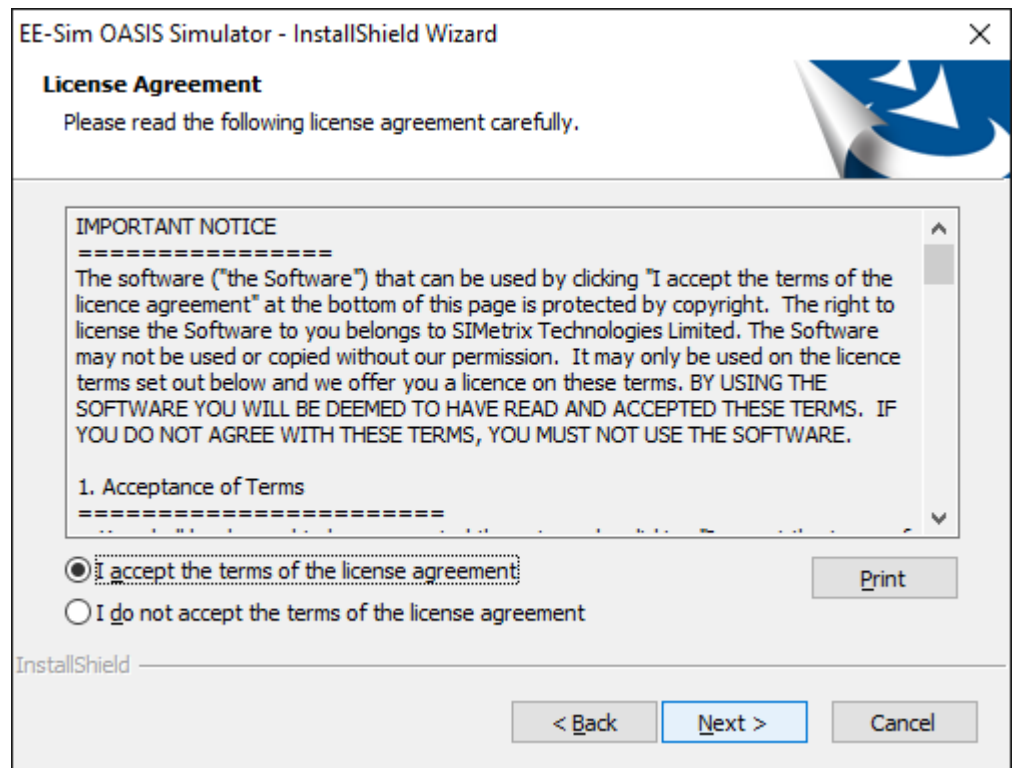 EE-Sim OASIS Simulator - InstallShield Wizard
License Agreement
Please read the following license agreement carefully.
IMPORTANT NOTICE
================
The software ("the Software") that can be used by clicking "I accept the terms of the
licence agreement" at the bottom of this page is protected by copyright.  The right to
license the Software to you belongs to SIMetrix Technologies Limited. The Software
may not be used or copied without our permission.  It may only be used on the licence
terms set out below and we offer you a licence on these terms. BY USING THE
SOFTWARE YOU WILL BE DEEMED TO HAVE READ AND ACCEPTED THESE TERMS.  IF
YOU DO NOT AGREE WITH THESE TERMS, YOU MUST NOT USE THE SOFTWARE.
1. Acceptance of Terms
=======================
I accept the terms of the license agreement
Print
I do not accept the terms of the license agreement
InstallShield
< Back
Next >
Cancel